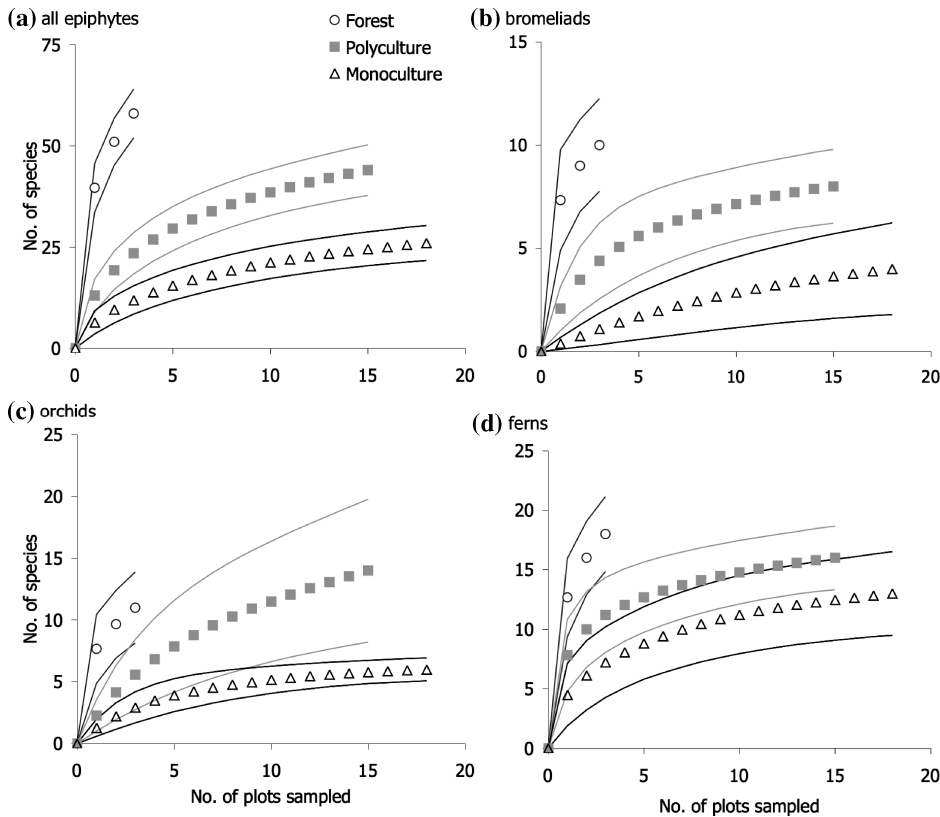 (a) all epiphytes
Forest
Polyculture
Monoculture
75
50
25
0
No. of species
0 5 10 15 20
(b) bromeliads
15
10
5
0
0 5 10 15 20
(c) orchids
25
20
15
10
5
0
No. of species
0 5 10 15 20
No. of plots sampled
(d) ferns
25
20
15
10
5
0
0 5 10 15 20
No. of plots sampled